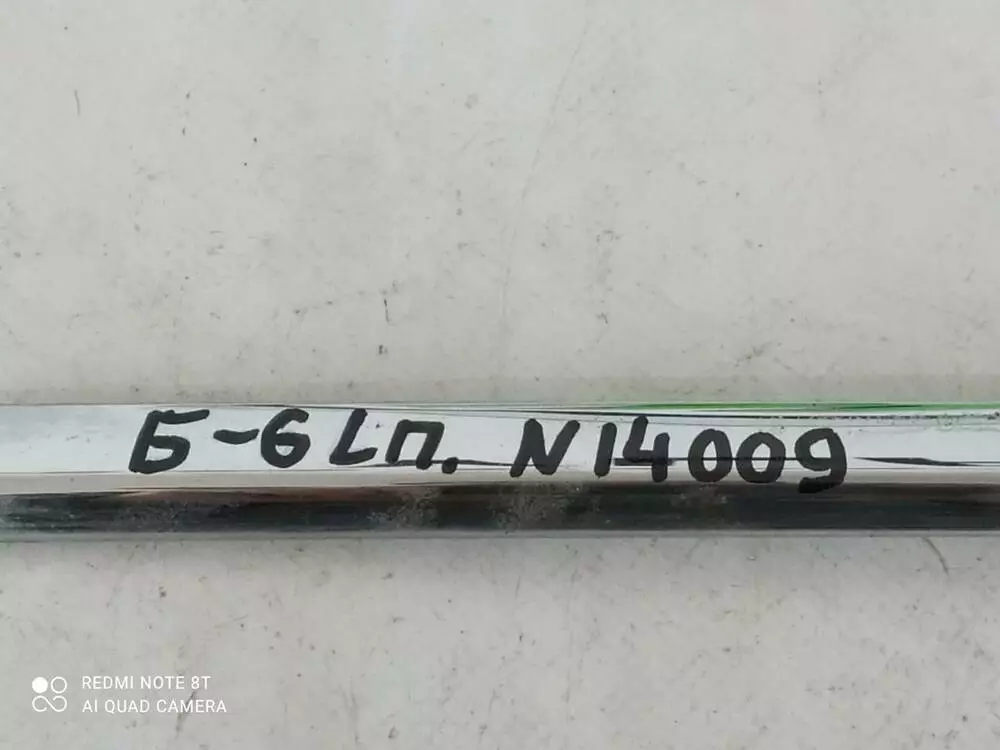 Б-6 Lп. N14009
REDMI NOTE 8T
AI QUAD CAMERA